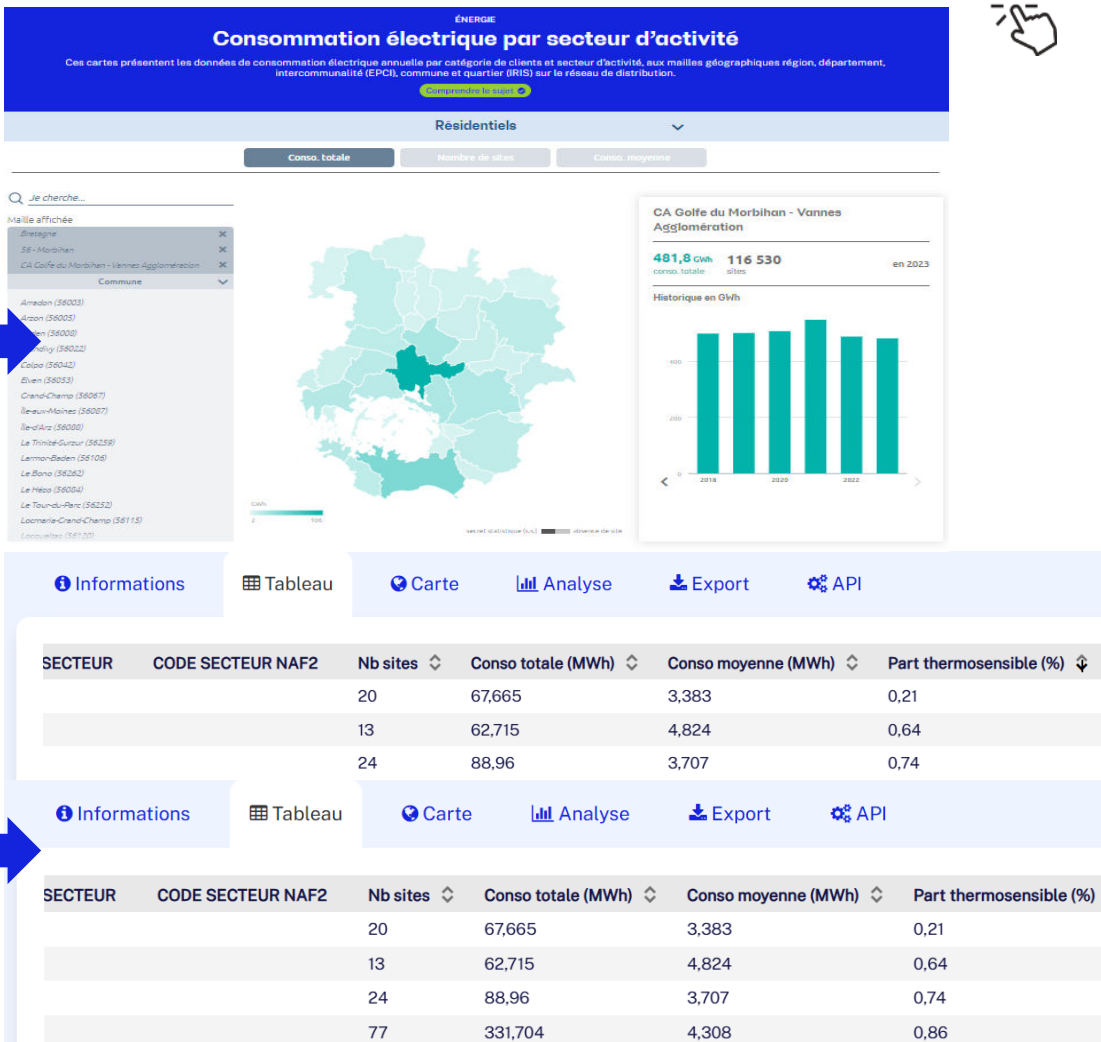 ÉNERGIE
Consommation électrique par secteur d’activité
Ces cartes présentent les données de consommation électrique annuelle par catégorie de clients et secteur d'activité, aux mailles géographiques région, département,
intercommunalité (EPCI), commune et quartier (IRIS) sur le réseau de distribution.
Comprendre le sujet
Résidentiels
Conso. totale
Nombre de sites
Conso. moyenne
Je cherche...
Maille affichée
Bretagne
56 - Morbihan
CA Golfe du Morbihan - Vannes Agglomération
Commune
Arradon (56003)
Arzon (56005)
(56008)
(56022)
Colpo (56042)
Elven (56053)
Grand-Champ (56067)
Île-aux-Moines (56087)
Île-d'Arz (56088)
La Trinité-Surzur (56259)
Larmor-Baden (56106)
Le Bono (56262)
Le Hézo (56084)
Le Tour-du-Parc (56252)
Locmaria-Grand-Champ (56115)
Locqueltas (56120)
GWh
2
106
secret statistique (s.s.)
absence de site
CA Golfe du Morbihan - Vannes
Agglomération
481,8 GWh 116 530 en 2023
conso. totale sites
Historique en GWh
400
200
0
2018 2020 2022
Informations Tableau Carte Analyse Export API
SECTEUR CODE SECTEUR NAF2 Nb sites Conso totale (MWh) Conso moyenne (MWh) Part thermosensible (%)
20 67,665 3,383 0,21
13 62,715 4,824 0,64
24 88,96 3,707 0,74
Informations Tableau Carte Analyse Export API
SECTEUR CODE SECTEUR NAF2 Nb sites Conso totale (MWh) Conso moyenne (MWh) Part thermosensible (%)
20 67,665 3,383 0,21
13 62,715 4,824 0,64
24 88,96 3,707 0,74
77 331,704 4,308 0,86